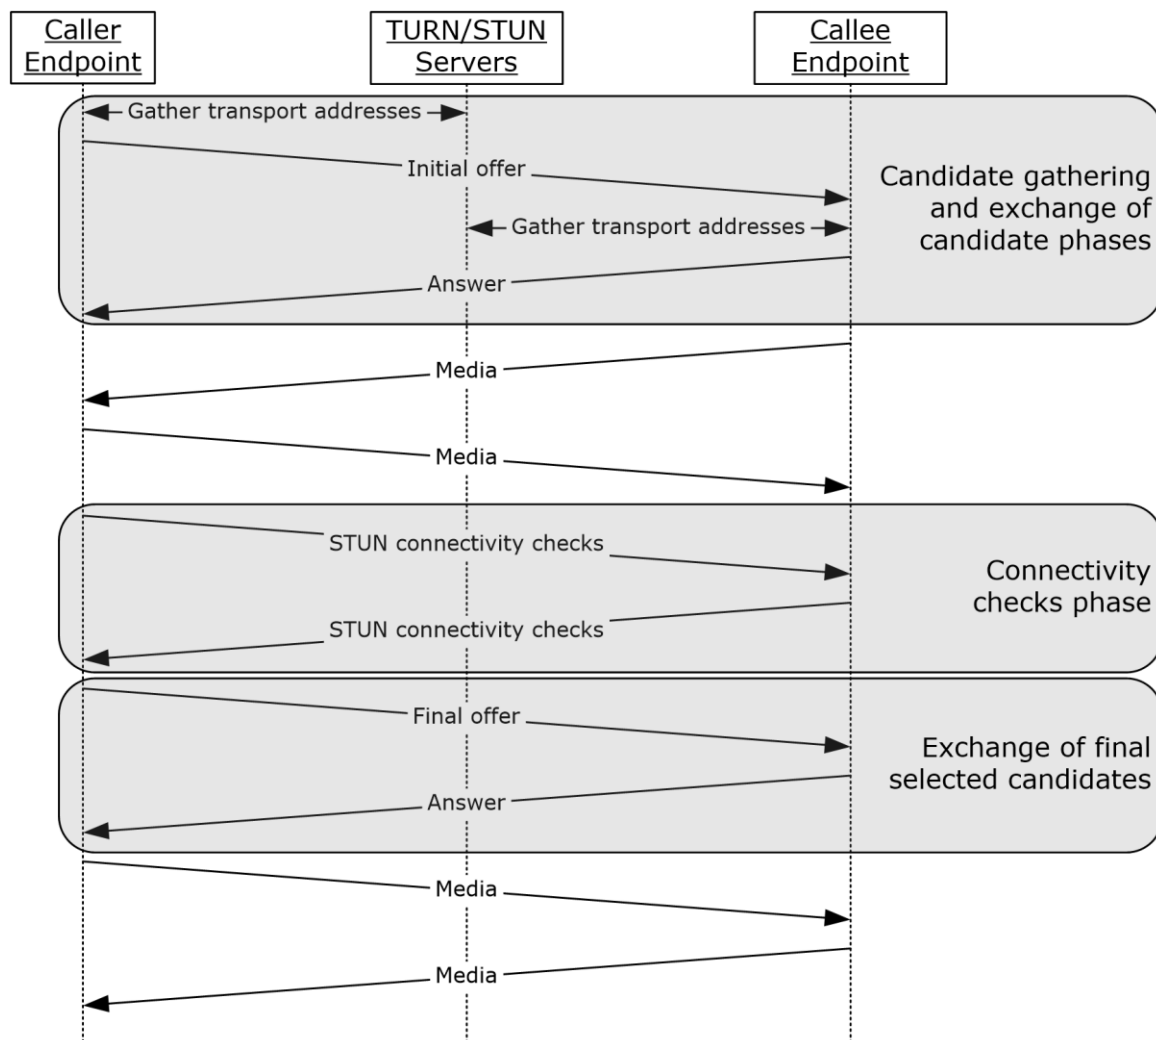 Caller
Endpoint
TURN/STUN
Servers
Callee
Endpoint
Gather transport addresses
Initial offer
Candidate gathering
and exchange of
candidate phases
Gather transport addresses
Answer
Media
Media
STUN connectivity checks
Connectivity
checks phase
STUN connectivity checks
Final offer
Exchange of final
selected candidates
Answer
Media
Media